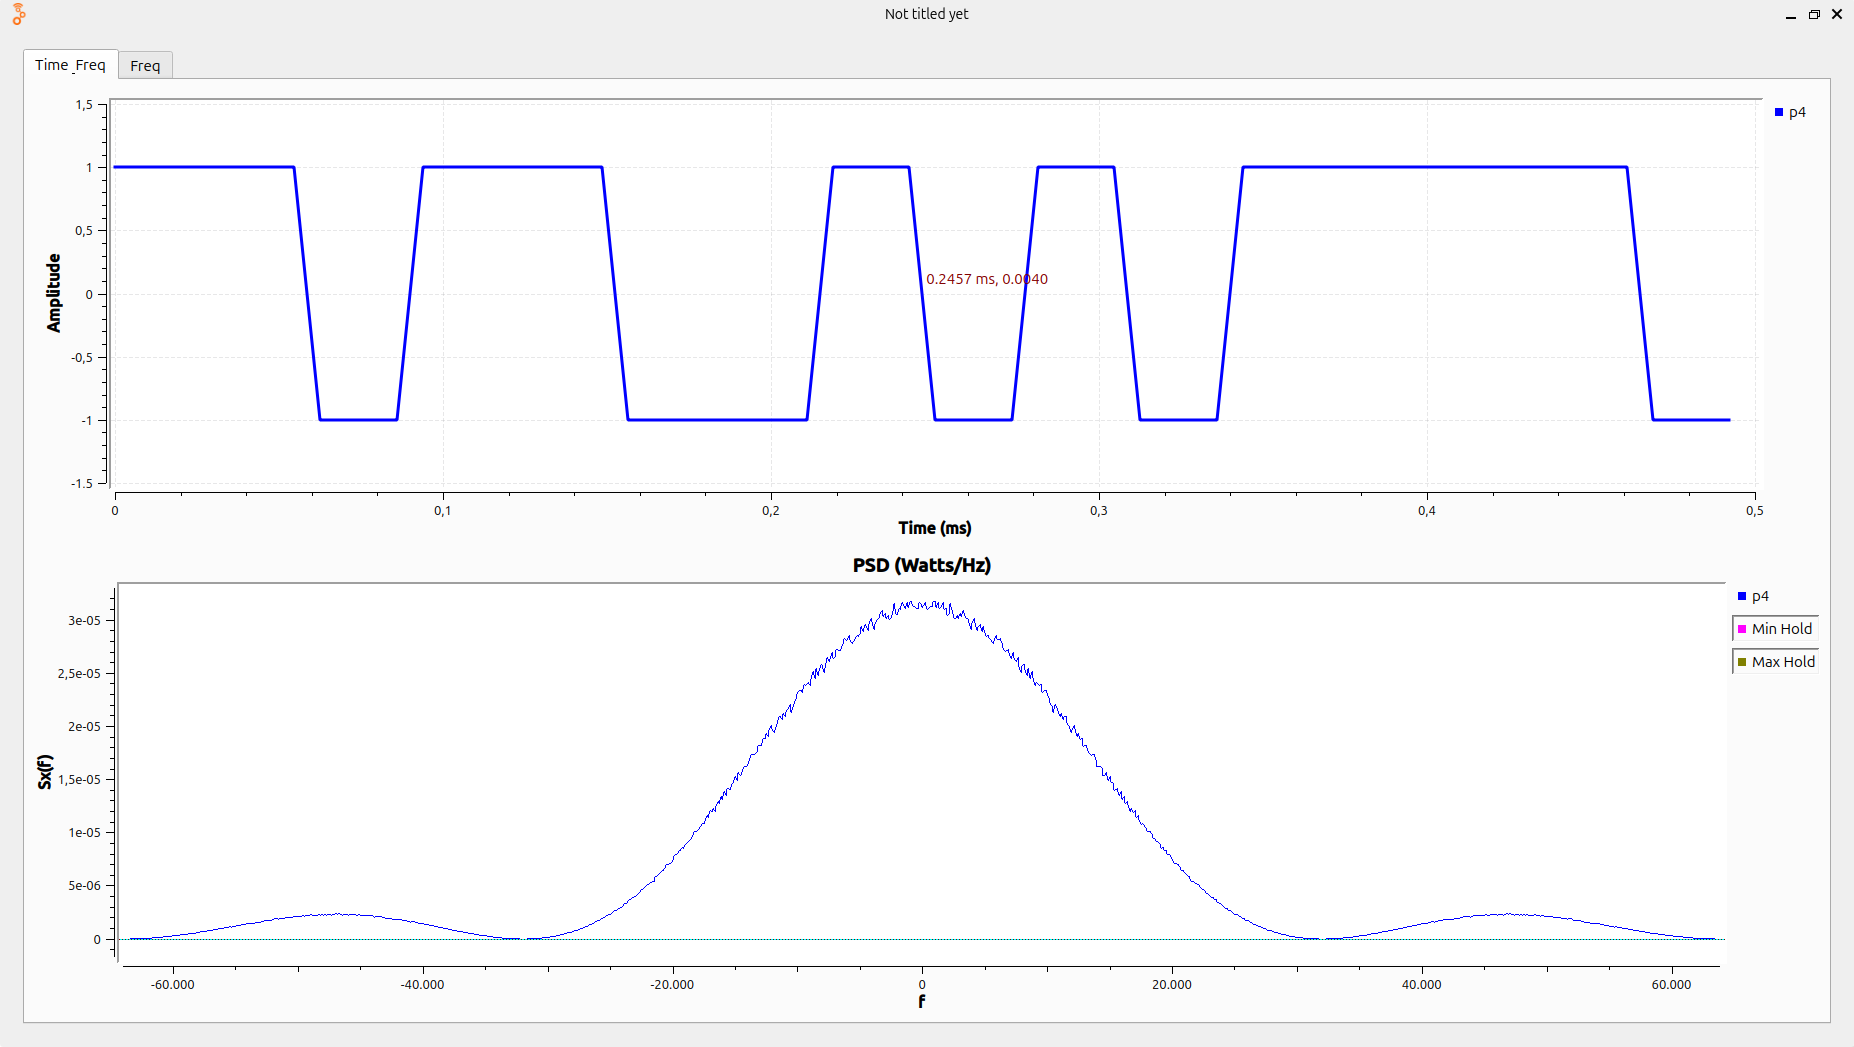 Not titled yet
Time_Freq
Freq
1,5
1
0,5
0
-0,5
-1
-1.5
Amplitude
p4
0.2457 ms, 0.0040
0
0,1
0,2
0,3
0,4
0,5
Time (ms)
PSD (Watts/Hz)
3e-05
2,5e-05
2e-05
1,5e-05
1e-05
5e-06
0
Sx(f)
p4
Min Hold
Max Hold
-60.000
-40.000
-20.000
0
20.000
40.000
60.000
f